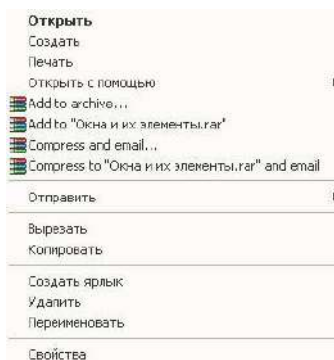 Открыть
Создать
Печать
Открыть с помощью
Add to archive...
Add to "Окна и их элементы.rar"
Compress and email...
Compress to "Окна и их элементы.rar" and email
Отправить
Вырезать
Копировать
Создать ярлык
Удалить
Переименовать
Свойства